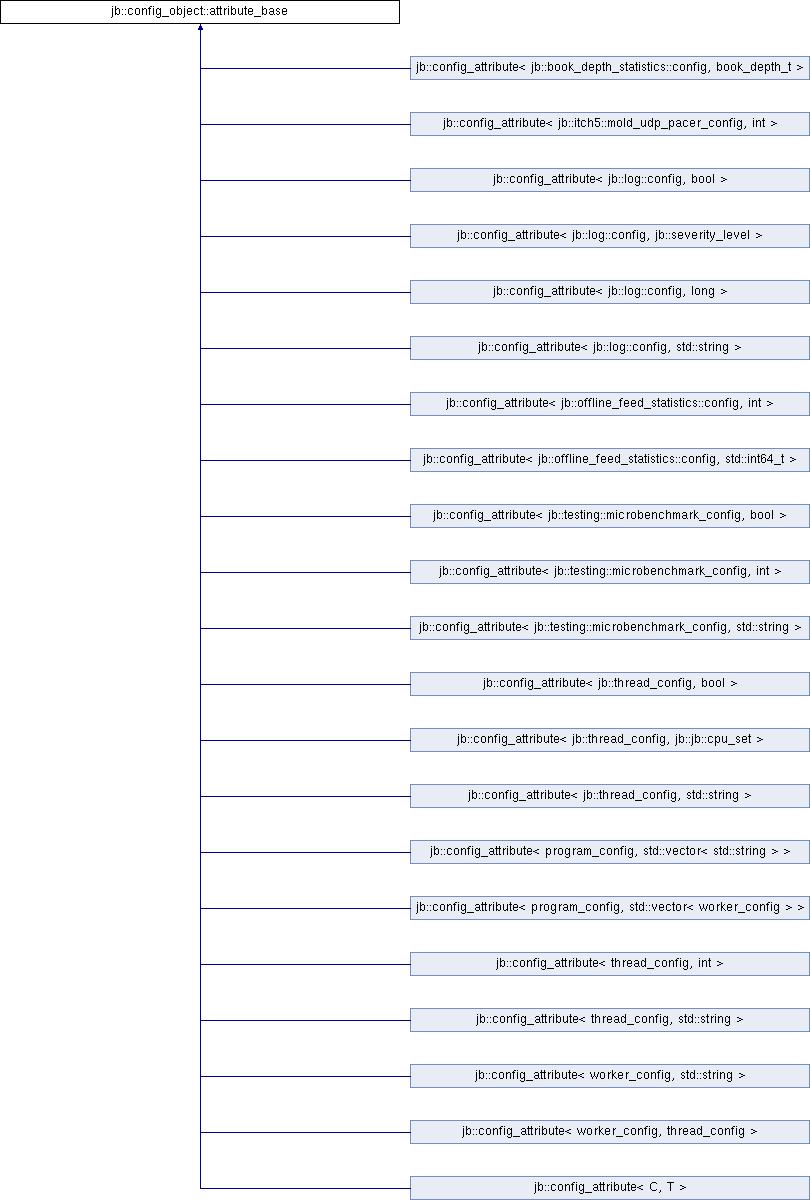 jb::config_object::attribute_base
jb::config_attribute< jb::book_depth_statistics::config, book_depth_t >
jb::config_attribute< jb::itch5::mold_udp_pacer_config, int >
jb::config_attribute< jb::log::config, bool >
jb::config_attribute< jb::log::config, jb::severity_level >
jb::config_attribute< jb::log::config, long >
jb::config_attribute< jb::log::config, std::string >
jb::config_attribute< jb::offline_feed_statistics::config, int >
jb::config_attribute< jb::offline_feed_statistics::config, std::int64_t >
jb::config_attribute< jb::testing::microbenchmark_config, bool >
jb::config_attribute< jb::testing::microbenchmark_config, int >
jb::config_attribute< jb::testing::microbenchmark_config, std::string >
jb::config_attribute< jb::thread_config, bool >
jb::config_attribute< jb::thread_config, jb::jb::cpu_set >
jb::config_attribute< jb::thread_config, std::string >
jb::config_attribute< program_config, std::vector< std::string > >
jb::config_attribute< program_config, std::vector< worker_config > >
jb::config_attribute< thread_config, int >
jb::config_attribute< thread_config, std::string >
jb::config_attribute< worker_config, std::string >
jb::config_attribute< worker_config, thread_config >
jb::config_attribute< C, T >